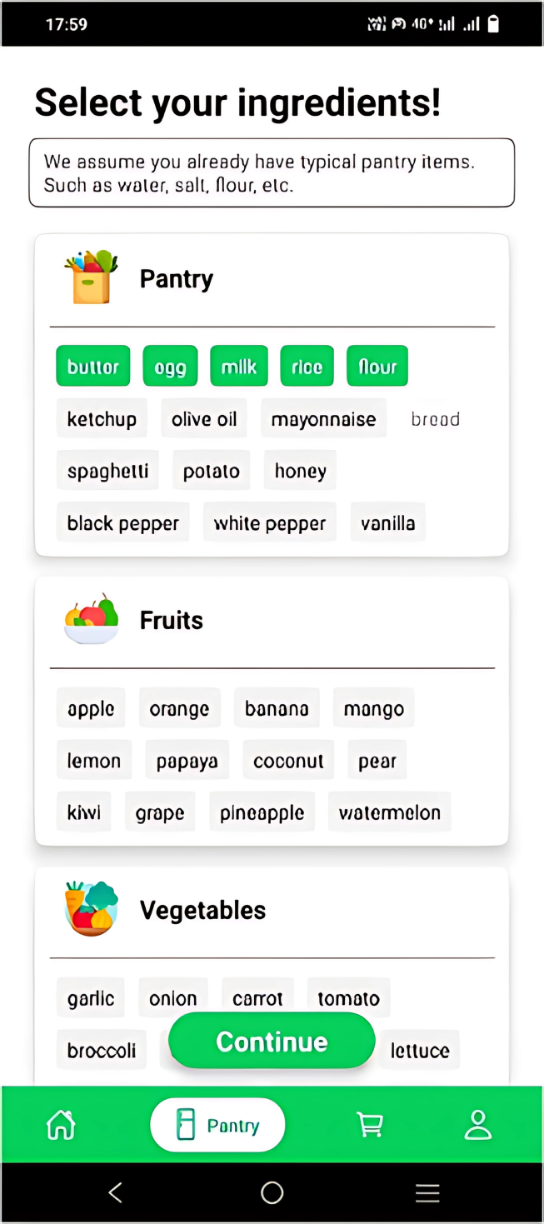 17:59
Select your ingredients!
We assume you already have typical pantry items.
Such as water, salt, flour, etc.
Pantry
butter egg milk rice flour
ketchup olive oil mayonnaise bread
spaghetti potato honey
black pepper white pepper vanilla
Fruits
apple orange banana mango
lemon papaya coconut pear
kiwi grape pineapple watermelon
Vegetables
garlic onion carrot tomato
broccoli lettuce
Continue
Pantry